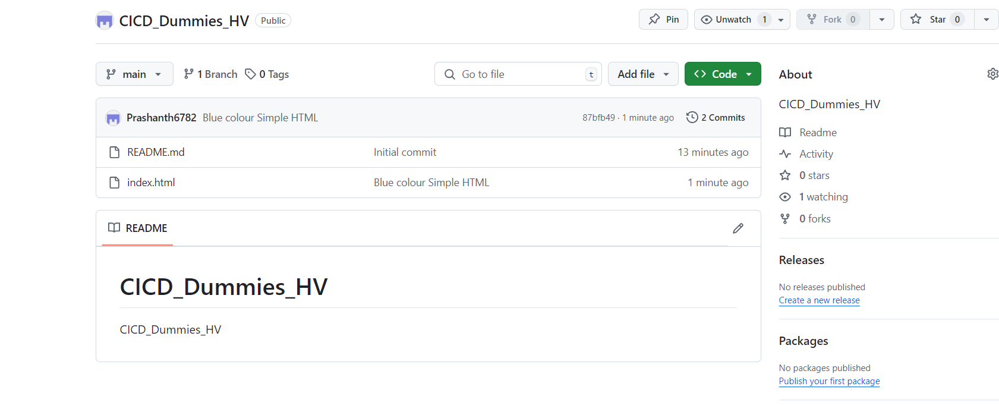 CICD_Dummies_HV Public Pin Unwatch 1 Fork 0 Star 0
main 1 Branch 0 Tags Go to file t Add file Code
Prashanth6782 Blue colour Simple HTML 87bfb49 · 1 minute ago 2 Commits
README.md Initial commit 13 minutes ago
index.html Blue colour Simple HTML 1 minute ago
README
CICD_Dummies_HV
CICD_Dummies_HV
About
CICD_Dummies_HV
Readme
Activity
0 stars
1 watching
0 forks
Releases
No releases published
Create a new release
Packages
No packages published
Publish your first package